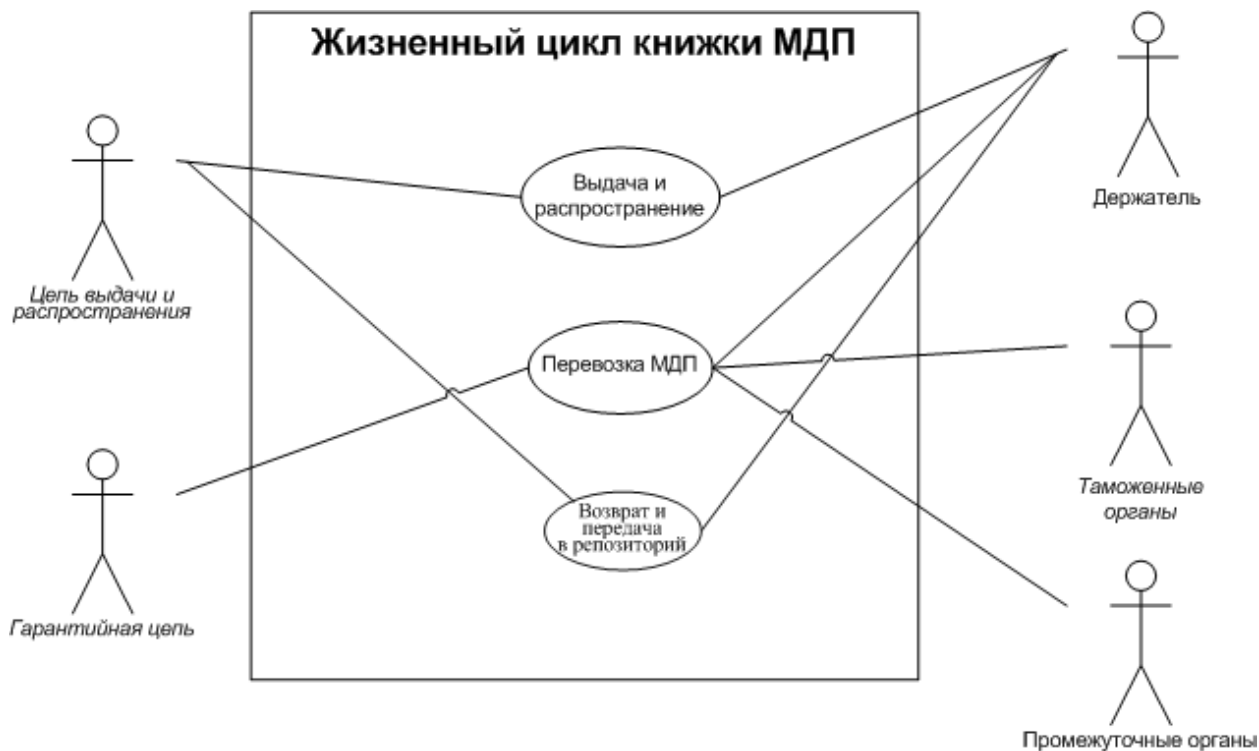 Жизненный цикл книжки МДП
Выдача и
распространение
Держатель
Цепь выдачи и
распространения
Перевозка МДП
Таможенные
органы
Возврат и
передача
в репозиторий
Гарантийная цепь
Промежуточные органы